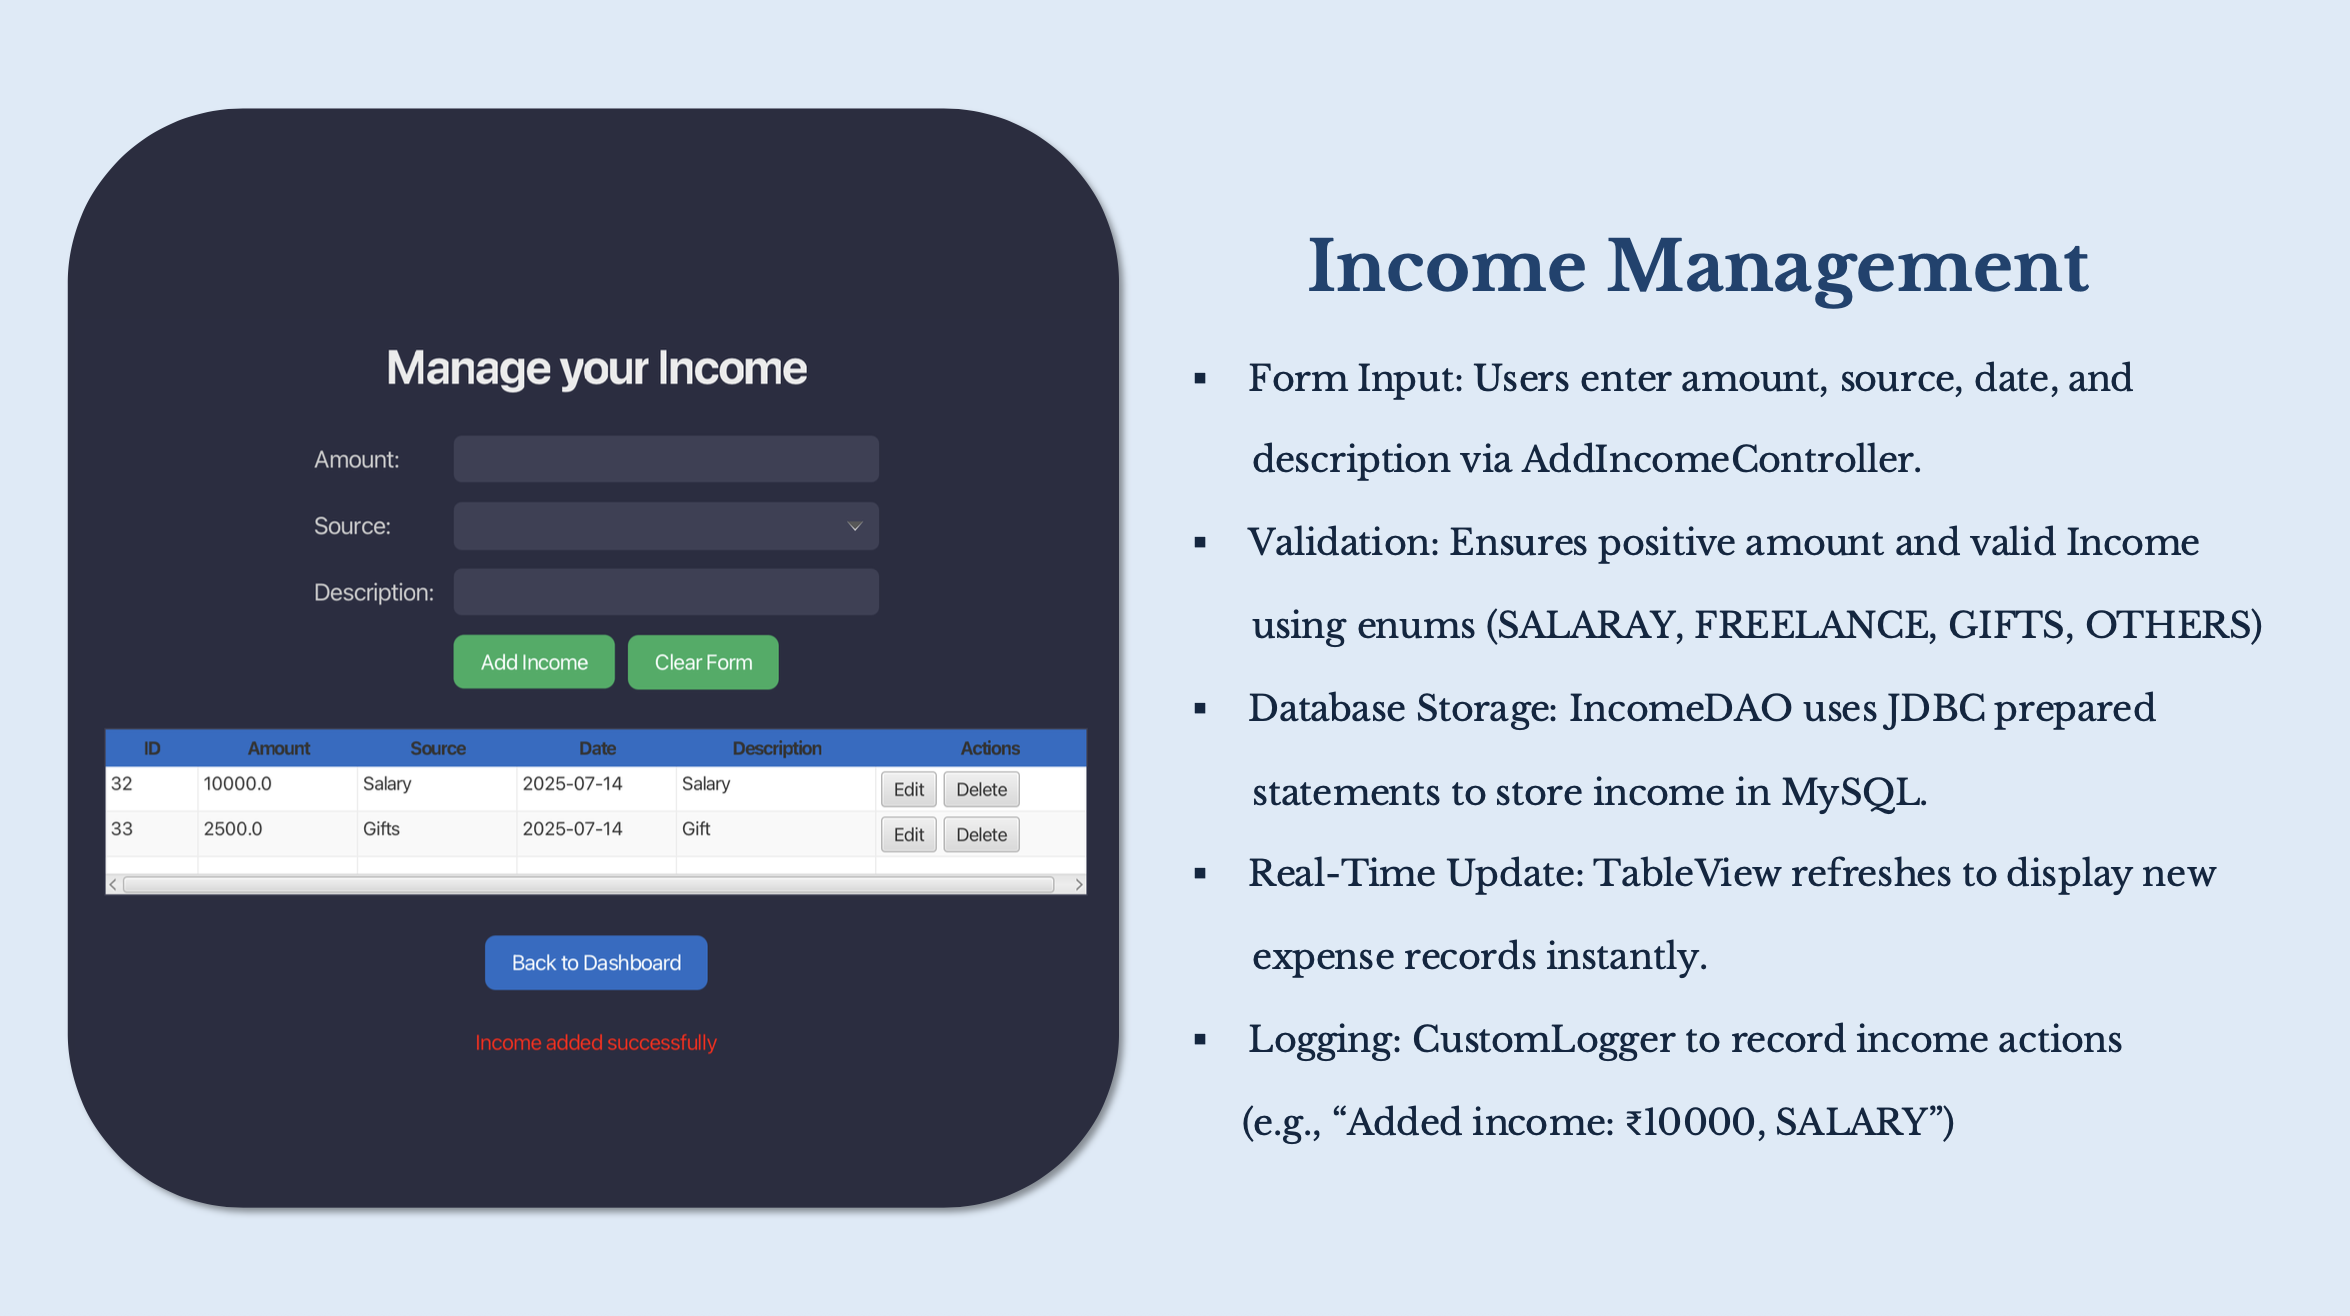 Manage your Income
Amount:
Source:
Description:
Add Income Clear Form
ID Amount Source Date Description Actions
32 10000.0 Salary 2025-07-14 Salary Edit Delete
33 2500.0 Gifts 2025-07-14 Gift Edit Delete
Back to Dashboard
Income added successfully
Income Management
▪ Form Input: Users enter amount, source, date, and
description via AddIncomeController.
▪ Validation: Ensures positive amount and valid Income
using enums (SALARAY, FREELANCE, GIFTS, OTHERS)
▪ Database Storage: IncomeDAO uses JDBC prepared
statements to store income in MySQL.
▪ Real-Time Update: TableView refreshes to display new
expense records instantly.
▪ Logging: CustomLogger to record income actions
(e.g., “Added income: ₹10000, SALARY”)